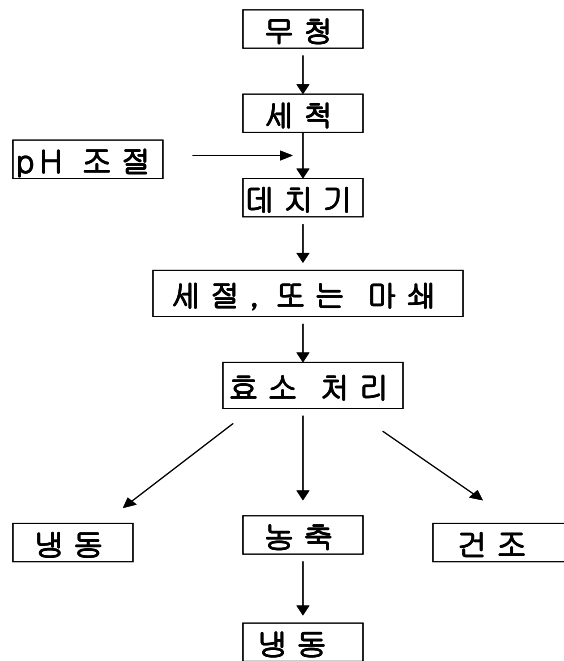 무청
세척
pH 조절
데치기
세절, 또는 마쇄
효소 처리
냉동
농축
건조
냉동